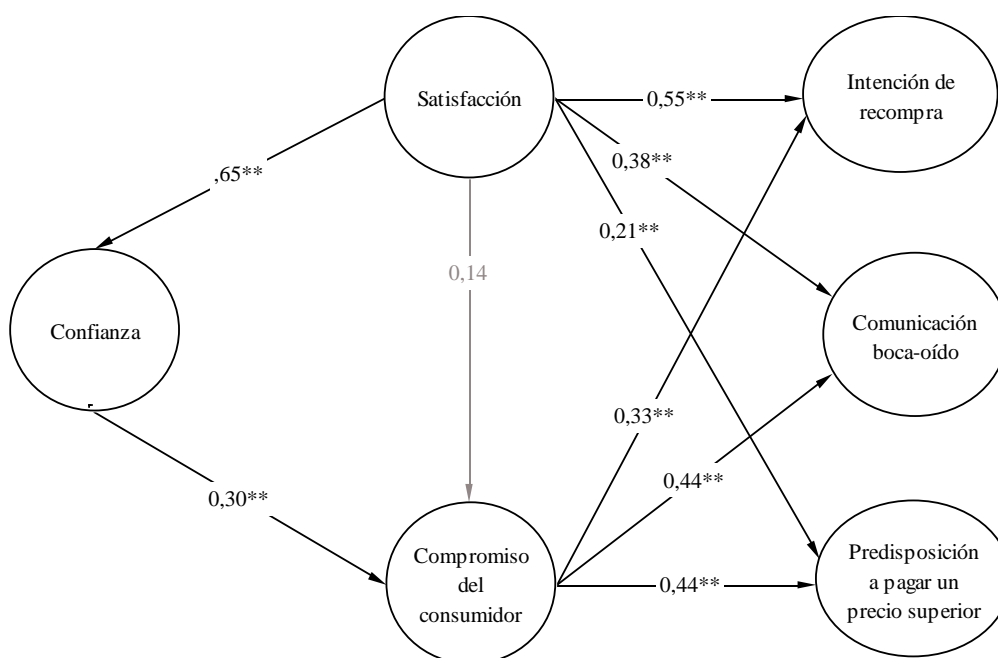 Satisfacción
0,55**
Intención de
recompra
,65**
0,38**
0,21**
0,14
Confianza
Comunicación
boca-oído
0,33**
0,30**
0,44**
Compromiso
del
consumidor
0,44**
Predisposición
a pagar un
precio superior